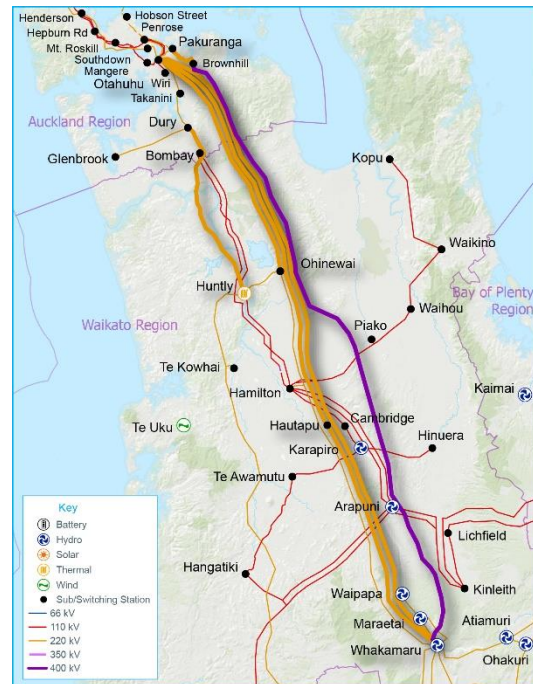 Hobson Street
Henderson
Penrose
Hepburn Rd
Pakuranga
Mt. Roskill
Southdown
Brownhill
Mangere
Otahuhu
Wiri
Takanini
Auckland Region
Dury
Glenbrook
Bombay
Kopu
Waikino
Ohinewai
Huntly
Bay of Plenty
Region
Waihou
Waikato Region
Piako
Te Kowhai
Hamilton
Kaimai
Te Uku
Hautapu
Cambridge
Hinuera
Karapiro
Te Awamutu
Arapuni
Key
Battery
Hydro
Solar
Thermal
Wind
Sub/Switching Station
66 kV
110 kV
220 kV
350 kV
400 kV
Lichfield
Hangatiki
Kinleith
Waipapa
Maraetai
Atiamuri
Whakamaru
Ohakuri